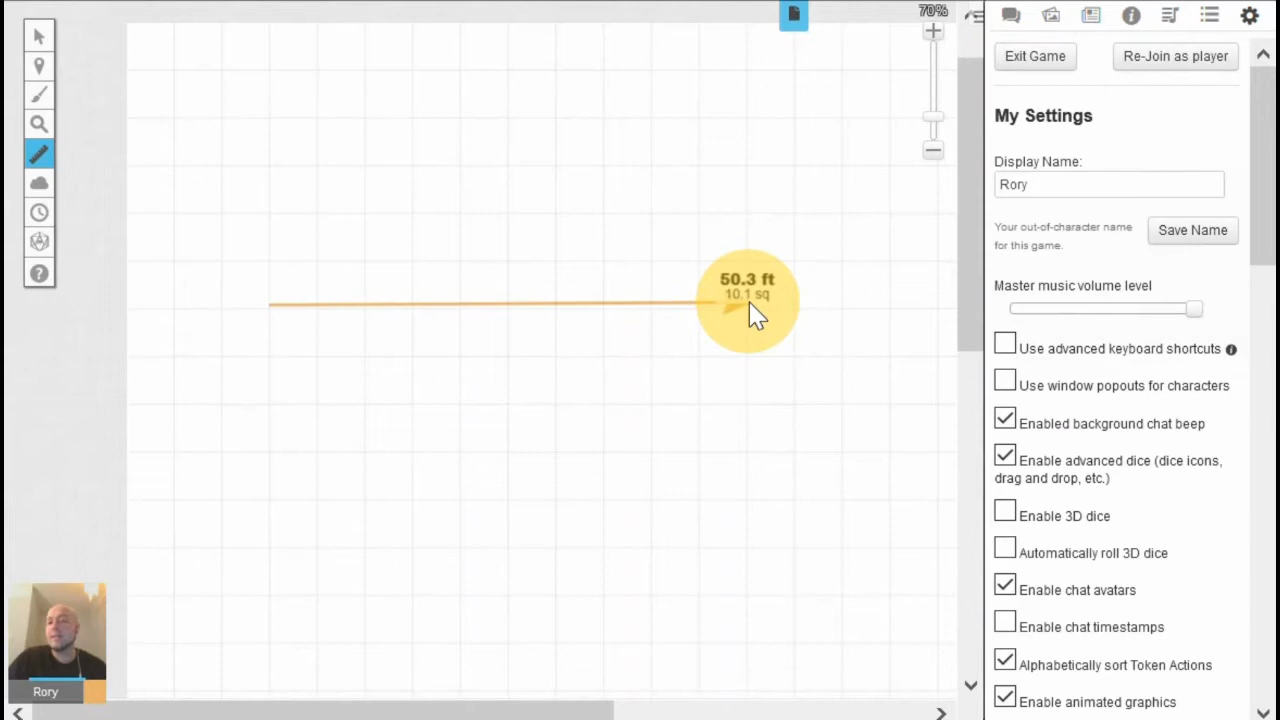 70%
Exit Game
Re-Join as player
My Settings
Display Name:
Rory
Your out-of-character name
for this game.
Save Name
Master music volume level
Use advanced keyboard shortcuts
Use window popouts for characters
Enabled background chat beep
Enable advanced dice (dice icons,
drag and drop, etc.)
Enable 3D dice
Automatically roll 3D dice
Enable chat avatars
Enable chat timestamps
Alphabetically sort Token Actions
Enable animated graphics
50.3 ft
10.1 sq
Rory